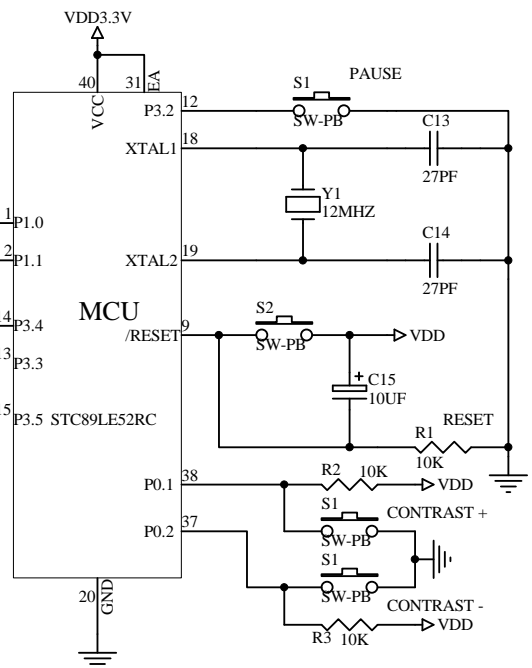 VDD3.3V
40
31
VCC
EA
S1
PAUSE
P3.2
12
SW-PB
C13
XTAL1
18
27PF
Y1
12MHZ
1
P1.0
2
P1.1
XTAL2
19
C14
27PF
MCU
14
P3.4
/RESET
9
S2
SW-PB
VDD
13
P3.3
C15
10UF
15
P3.5
STC89LE52RC
R1
RESET
10K
P0.1
38
R2
10K
VDD
S1
CONTRAST +
P0.2
37
SW-PB
S1
SW-PB
CONTRAST -
20
GND
R3
10K
VDD